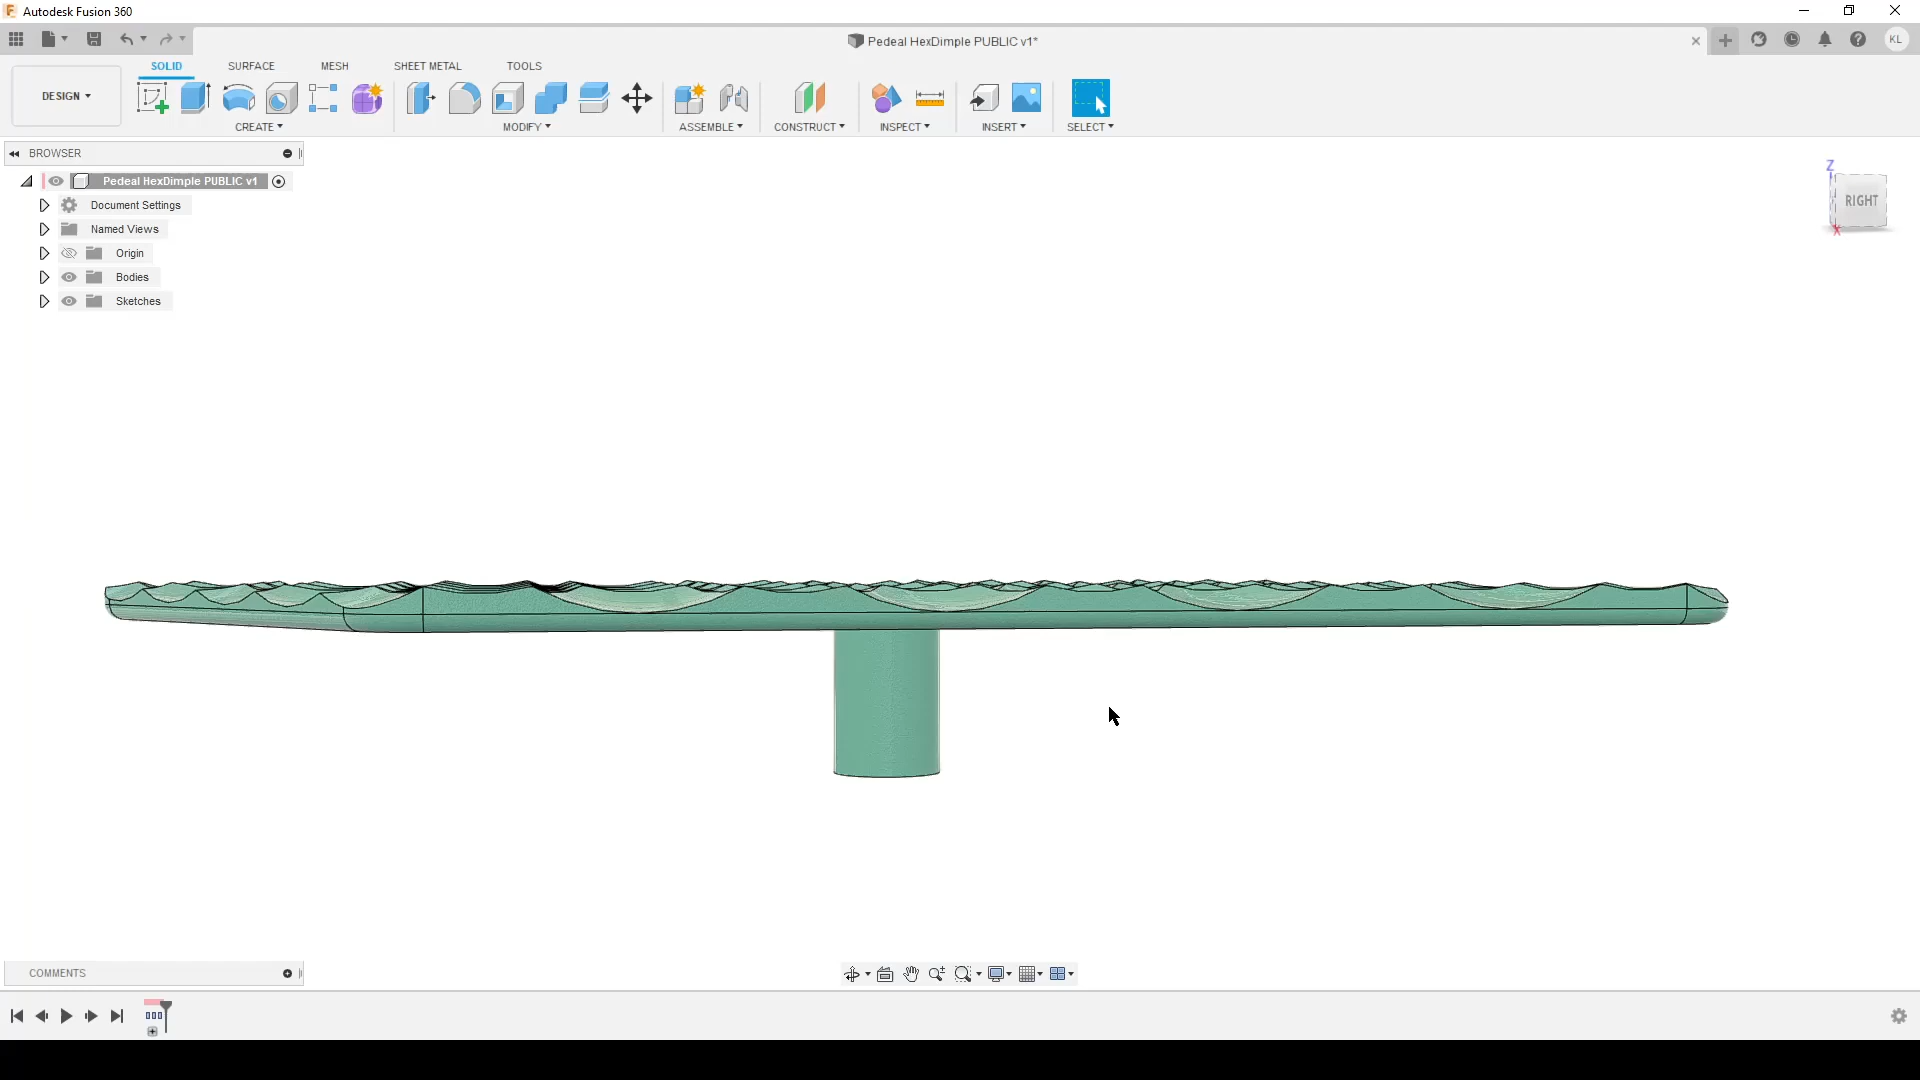 Autodesk Fusion 360
Pedeal HexDimple PUBLIC v1*
KL
SOLID SURFACE MESH SHEET METAL TOOLS
DESIGN
CREATE MODIFY ASSEMBLE CONSTRUCT INSPECT INSERT SELECT
BROWSER
Pedeal HexDimple PUBLIC v1
Document Settings
Named Views
Origin
Bodies
Sketches
Z
RIGHT
X
COMMENTS